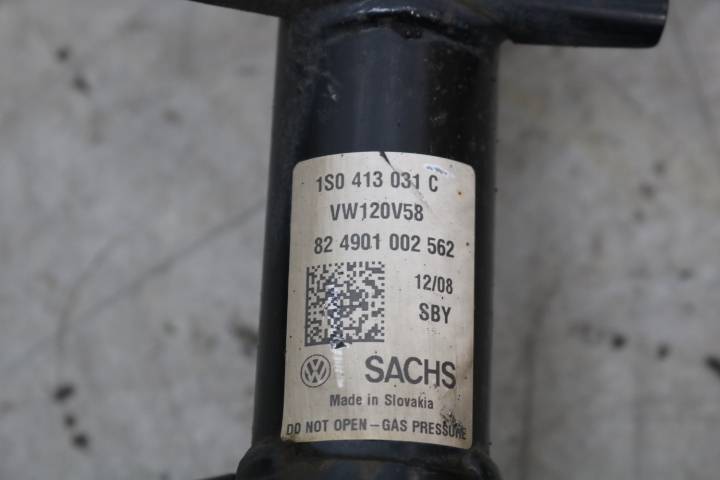 1S0 413 031 C
VW120V58
82 4901 002 562
12/08
SBY
SACHS
Made in Slovakia
DO NOT OPEN-GAS PRESSURE